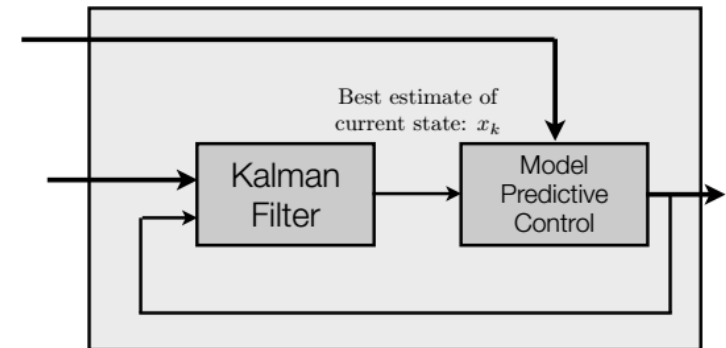 Best estimate of
current state: x_k
Kalman
Filter
Model
Predictive
Control